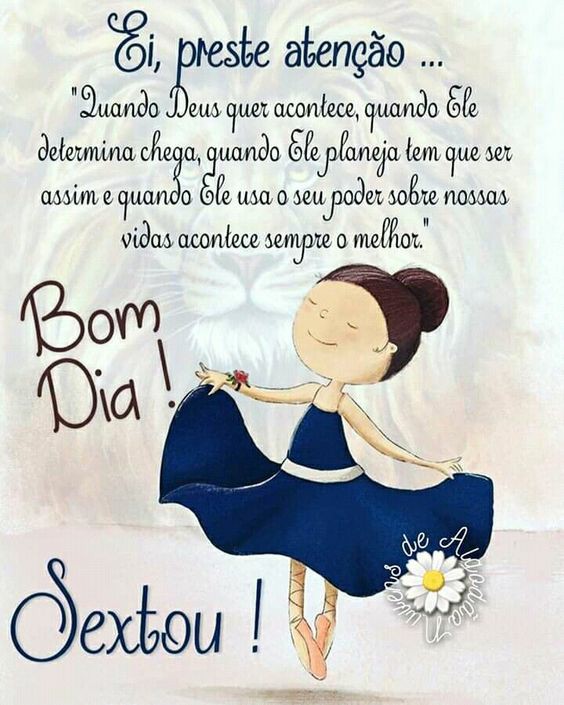 Ei, preste atenção ...
"Quando Deus quer acontece, quando Ele
determina chega, quando Ele planeja tem que ser
assim e quando Ele usa o seu poder sobre nossas
vidas acontece sempre o melhor."
Bom
Dia !
Sextou !
Nuvens de Algodão